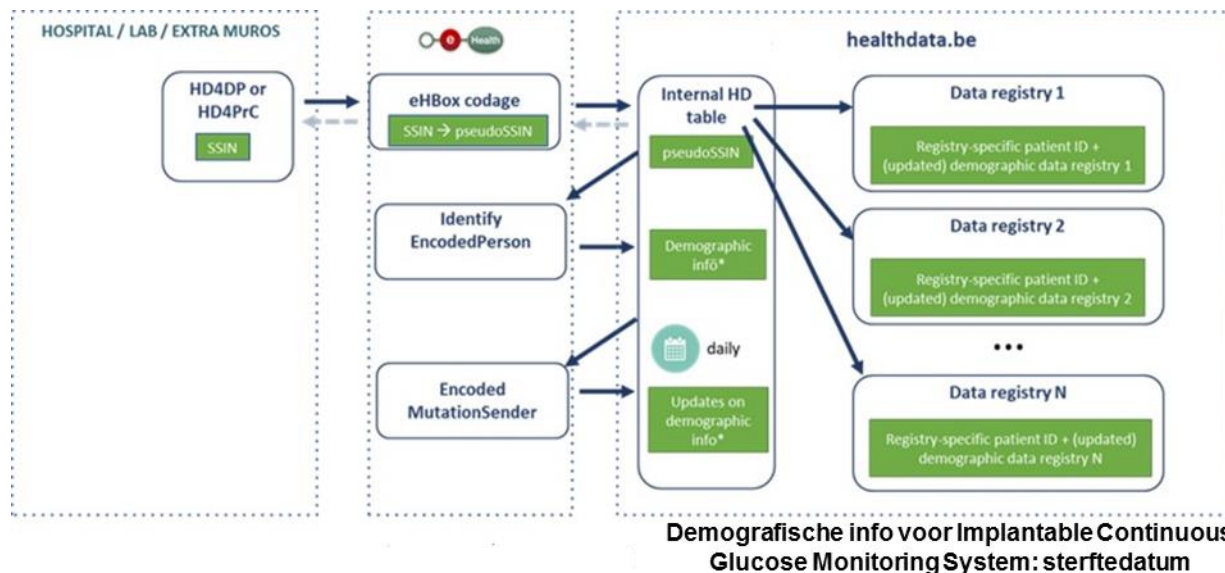 HOSPITAL / LAB / EXTRA MUROS
HD4DP or
HD4PrC
SSIN
e Health
eHBox codage
SSIN → pseudoSSIN
Identify
EncodedPerson
Encoded
MutationSender
healthdata.be
Internal HD
table
pseudoSSIN
Demographic
info*
daily
Updates on
demographic
info*
Data registry 1
Registry-specific patient ID +
(updated) demographic data registry 1
Data registry 2
Registry-specific patient ID +
(updated) demographic data registry 2
...
Data registry N
Registry-specific patient ID + (updated)
demographic data registry N
Demografische info voor Implantable Continuous
Glucose Monitoring System: sterftedatum